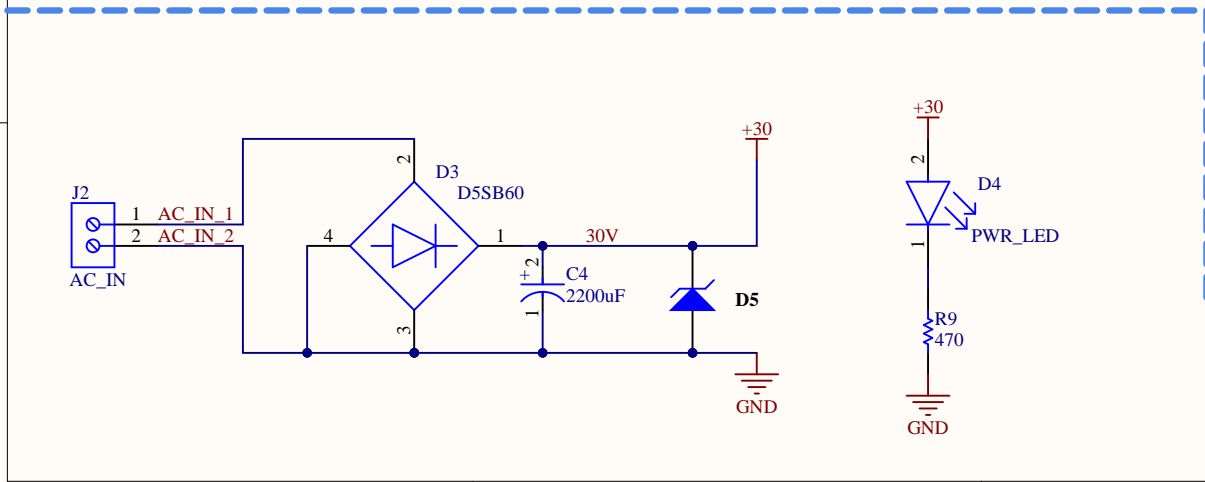 +30
+30
2
2
D3
D5SB60
D4
J2
1
AC_IN_1
2
AC_IN_2
4
1
30V
PWR_LED
1
AC_IN
+
2
C4
2200uF
1
D5
3
R9
470
GND
GND